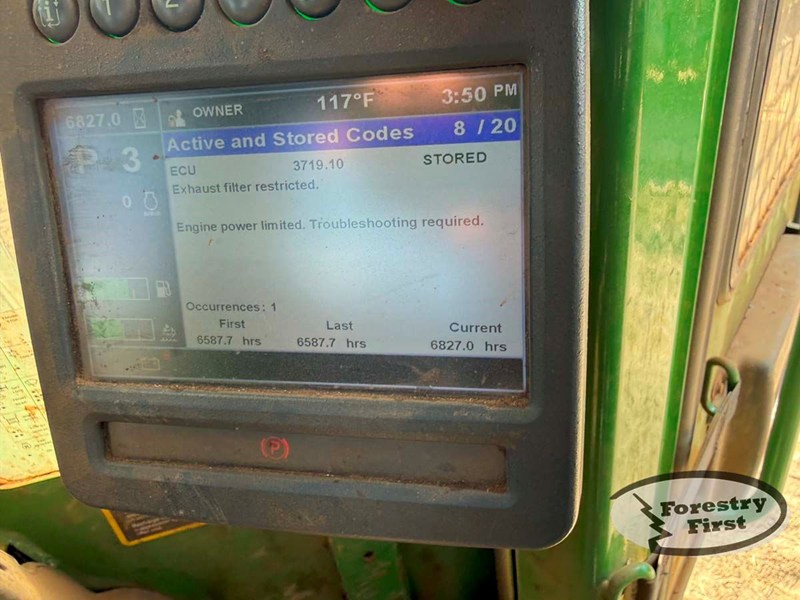 1
2
6827.0
OWNER
117°F
3:50 PM
P 3
Active and Stored Codes 8 / 20
ECU 3719.10 STORED
Exhaust filter restricted.
0
Engine power limited. Troubleshooting required.
Occurrences: 1
First Last Current
6587.7 hrs 6587.7 hrs 6827.0 hrs
P
Forestry
First